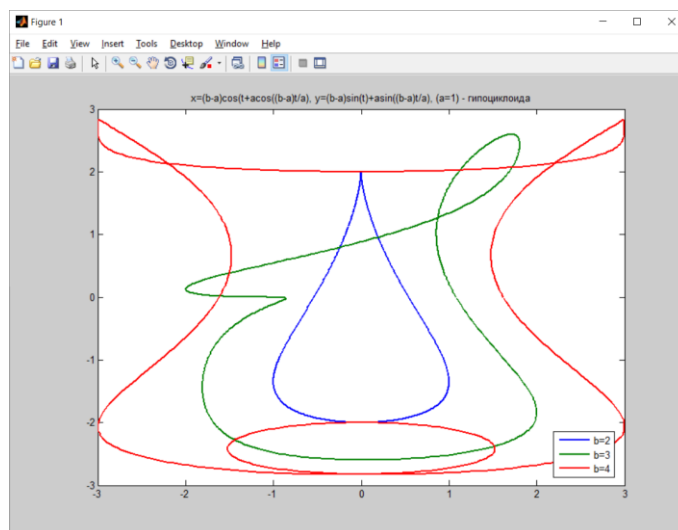 Figure 1
File Edit View Insert Tools Desktop Window Help
x=(b-a)cos(t+acos((b-a)t/a), y=(b-a)sin(t)+asin((b-a)t/a), (a=1) - гипоциклоида
3
2
1
0
-1
-2
-3
-3 -2 -1 0 1 2 3
b=2
b=3
b=4